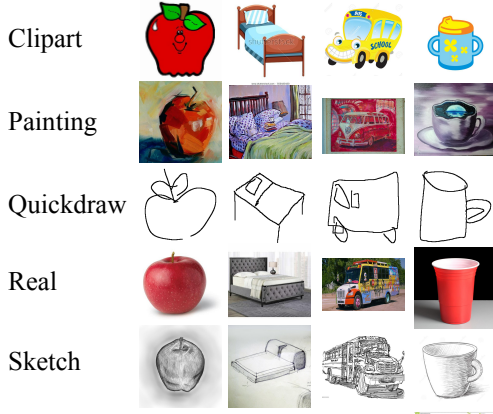 Clipart
SCHOOL
Painting
Quickdraw
Real
Sketch